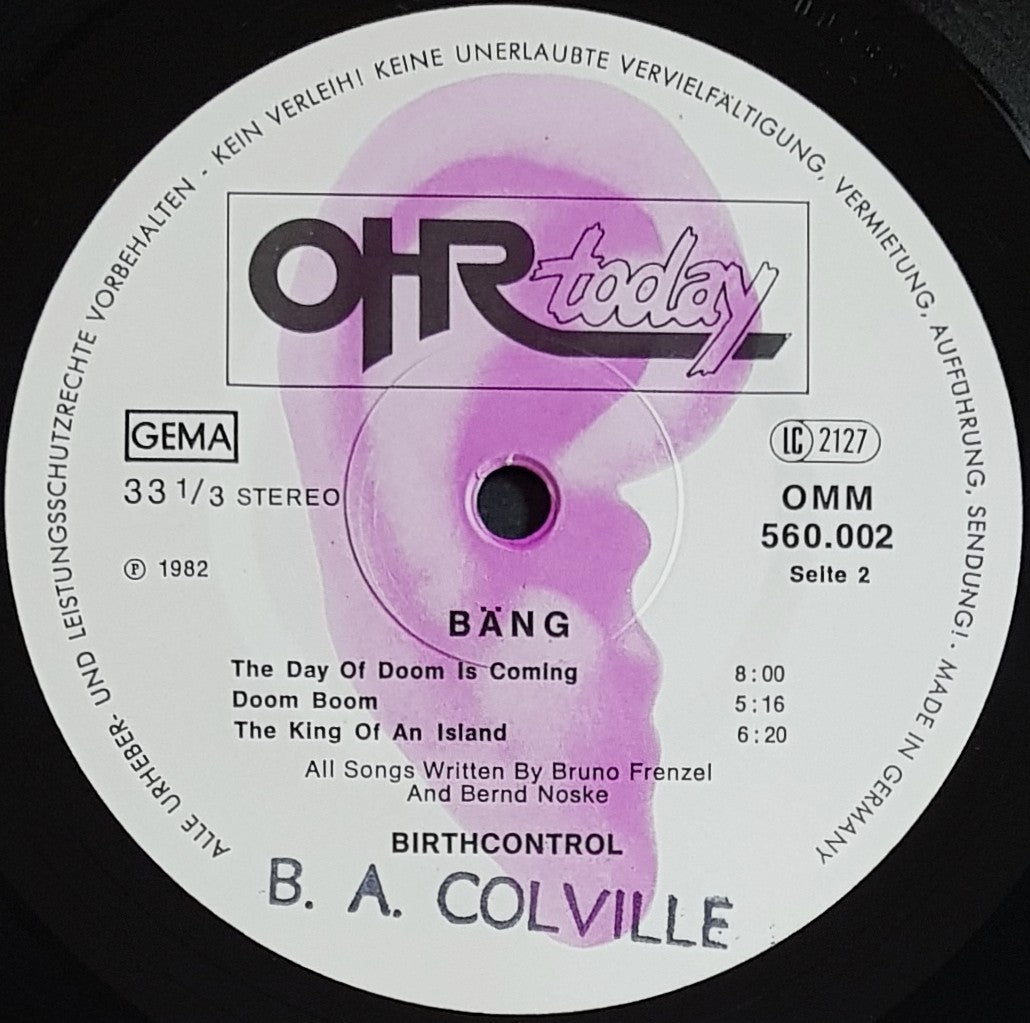 ALLE URHEBER- UND LEISTUNGSSCHUTZRECHTE VORBEHALTEN - KEIN VERLEIH! KEINE UNERLAUBTE VERVIELFÄLTIGUNG, VERMIETUNG, AUFFÜHRUNG, SENDUNG! · MADE IN GERMANY
OHR today
GEMA
LC 2127
33 1/3 STEREO
OMM
560.002
Seite 2
℗ 1982
BÄNG
The Day Of Doom Is Coming 8:00
Doom Boom 5:16
The King Of An Island 6:20
All Songs Written By Bruno Frenzel
And Bernd Noske
BIRTHCONTROL
B. A. COLVILLE